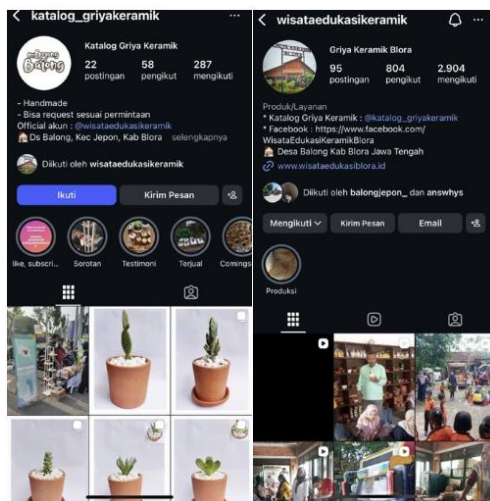 katalog_griyakeramik
Katalog Griya Keramik
22 58 287
postingan pengikut mengikuti
Balong
- Handmade
- Bisa request sesuai permintaan
Official akun : @wisataedukasikeramik
Ds Balong, Kec Jepon, Kab Blora selengkapnya
Diikuti oleh wisataedukasikeramik
Ikuti Kirim Pesan
like, subscri... Sorotan Testimoni Terjual Comings
wisataedukasikeramik
Griya Keramik Blora
95 804 2.904
postingan pengikut mengikuti
Produk/Layanan
* Katalog Griya Keramik : @katalog_griyakeramik
* Facebook : https://www.facebook.com/
WisataEdukasiKeramikBlora
Desa Balong Kab Blora Jawa Tengah
www.wisataedukasiblora.id
Diikuti oleh balongjepon_ dan answhys
Mengikuti Kirim Pesan Email
Produksi